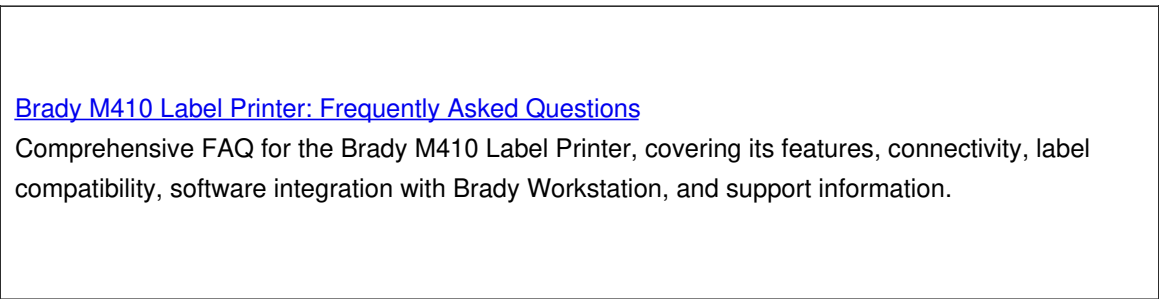 Brady M410 Label Printer: Frequently Asked Questions
Comprehensive FAQ for the Brady M410 Label Printer, covering its features, connectivity, label
compatibility, software integration with Brady Workstation, and support information.